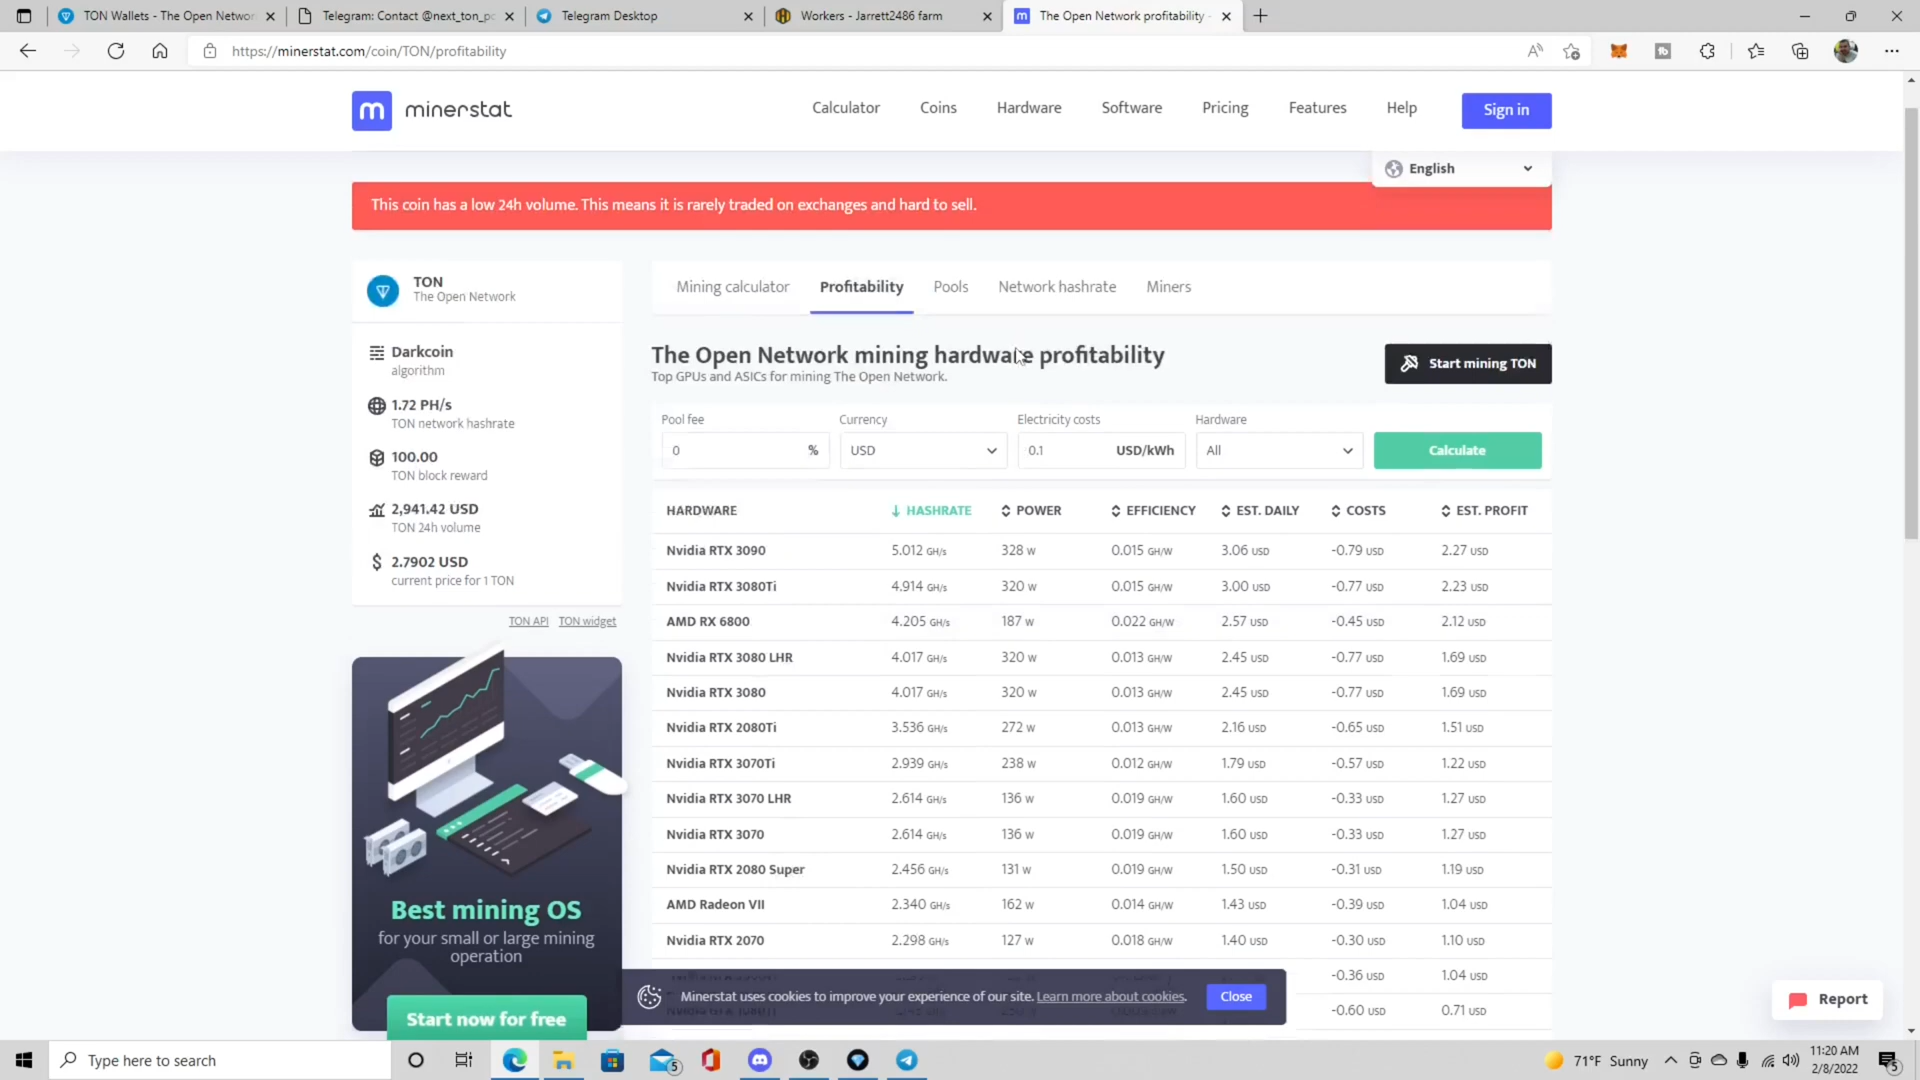 TON Wallets - The Open Networ
Telegram: Contact @next_ton_po
Telegram Desktop
Workers - Jarrett2486 farm
The Open Network profitability -
https://minerstat.com/coin/TON/profitability
m minerstat
Calculator
Coins
Hardware
Software
Pricing
Features
Help
Sign in
English
This coin has a low 24h volume. This means it is rarely traded on exchanges and hard to sell.
TON
The Open Network
Darkcoin
algorithm
1.72 PH/s
TON network hashrate
100.00
TON block reward
2,941.42 USD
TON 24h volume
$ 2.7902 USD
current price for 1 TON
TON API TON widget
Best mining OS
for your small or large mining
operation
Start now for free
Mining calculator
Profitability
Pools
Network hashrate
Miners
The Open Network mining hardware profitability
Top GPUs and ASICs for mining The Open Network.
Start mining TON
Pool fee
Currency
Electricity costs
Hardware
0 %
USD
0.1 USD/kWh
All
Calculate
HARDWARE HASHRATE POWER EFFICIENCY EST. DAILY COSTS EST. PROFIT
Nvidia RTX 3090 5.012 GH/s 328 W 0.015 GH/W 3.06 USD -0.79 USD 2.27 USD
Nvidia RTX 3080Ti 4.914 GH/s 320 W 0.015 GH/W 3.00 USD -0.77 USD 2.23 USD
AMD RX 6800 4.205 GH/s 187 W 0.022 GH/W 2.57 USD -0.45 USD 2.12 USD
Nvidia RTX 3080 LHR 4.017 GH/s 320 W 0.013 GH/W 2.45 USD -0.77 USD 1.69 USD
Nvidia RTX 3080 4.017 GH/s 320 W 0.013 GH/W 2.45 USD -0.77 USD 1.69 USD
Nvidia RTX 2080Ti 3.536 GH/s 272 W 0.013 GH/W 2.16 USD -0.65 USD 1.51 USD
Nvidia RTX 3070Ti 2.939 GH/s 238 W 0.012 GH/W 1.79 USD -0.57 USD 1.22 USD
Nvidia RTX 3070 LHR 2.614 GH/s 136 W 0.019 GH/W 1.60 USD -0.33 USD 1.27 USD
Nvidia RTX 3070 2.614 GH/s 136 W 0.019 GH/W 1.60 USD -0.33 USD 1.27 USD
Nvidia RTX 2080 Super 2.456 GH/s 131 W 0.019 GH/W 1.50 USD -0.31 USD 1.19 USD
AMD Radeon VII 2.340 GH/s 162 W 0.014 GH/W 1.43 USD -0.39 USD 1.04 USD
Nvidia RTX 2070 2.298 GH/s 127 W 0.018 GH/W 1.40 USD -0.30 USD 1.10 USD
-0.36 USD 1.04 USD
-0.60 USD 0.71 USD
Minerstat uses cookies to improve your experience of our site. Learn more about cookies.
Close
Report
Type here to search
5
71°F Sunny
11:20 AM
2/8/2022
5